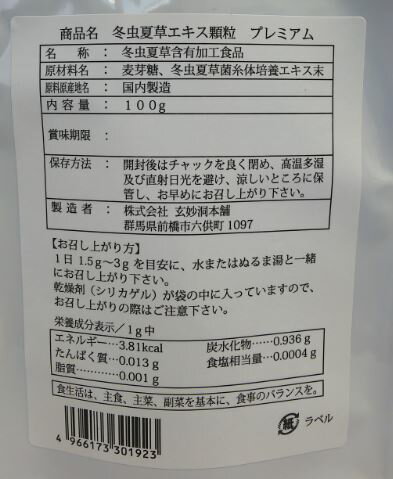 商品名 冬虫夏草エキス顆粒 プレミアム
名称 : 冬虫夏草含有加工食品
原材料名 : 麦芽糖、冬虫夏草菌糸体培養エキス末
原料原産地名 : 国内製造
内容量 : 100g
賞味期限 :
保存方法 : 開封後はチャックを良く閉め、高温多湿
及び直射日光を避け、涼しいところに保
管し、お早めにお召し上がり下さい。
製造者 : 株式会社 玄妙洞本舗
群馬県前橋市六供町1097
【お召し上がり方】
1日1.5g~3gを目安に、水またはぬるま湯と一緒
にお召し上がり下さい。
乾燥剤(シリカゲル)が袋の中に入っていますので、
お召し上がりの際はご注意下さい。
栄養成分表示/1g中
エネルギー…3.81kcal 炭水化物……0.936g
たんぱく質…0.013g 食塩相当量…0.0004g
脂質…………0.001g
食生活は、主食、主菜、副菜を基本に、食事のバランスを。
紙 ラベル
4 966173 301923